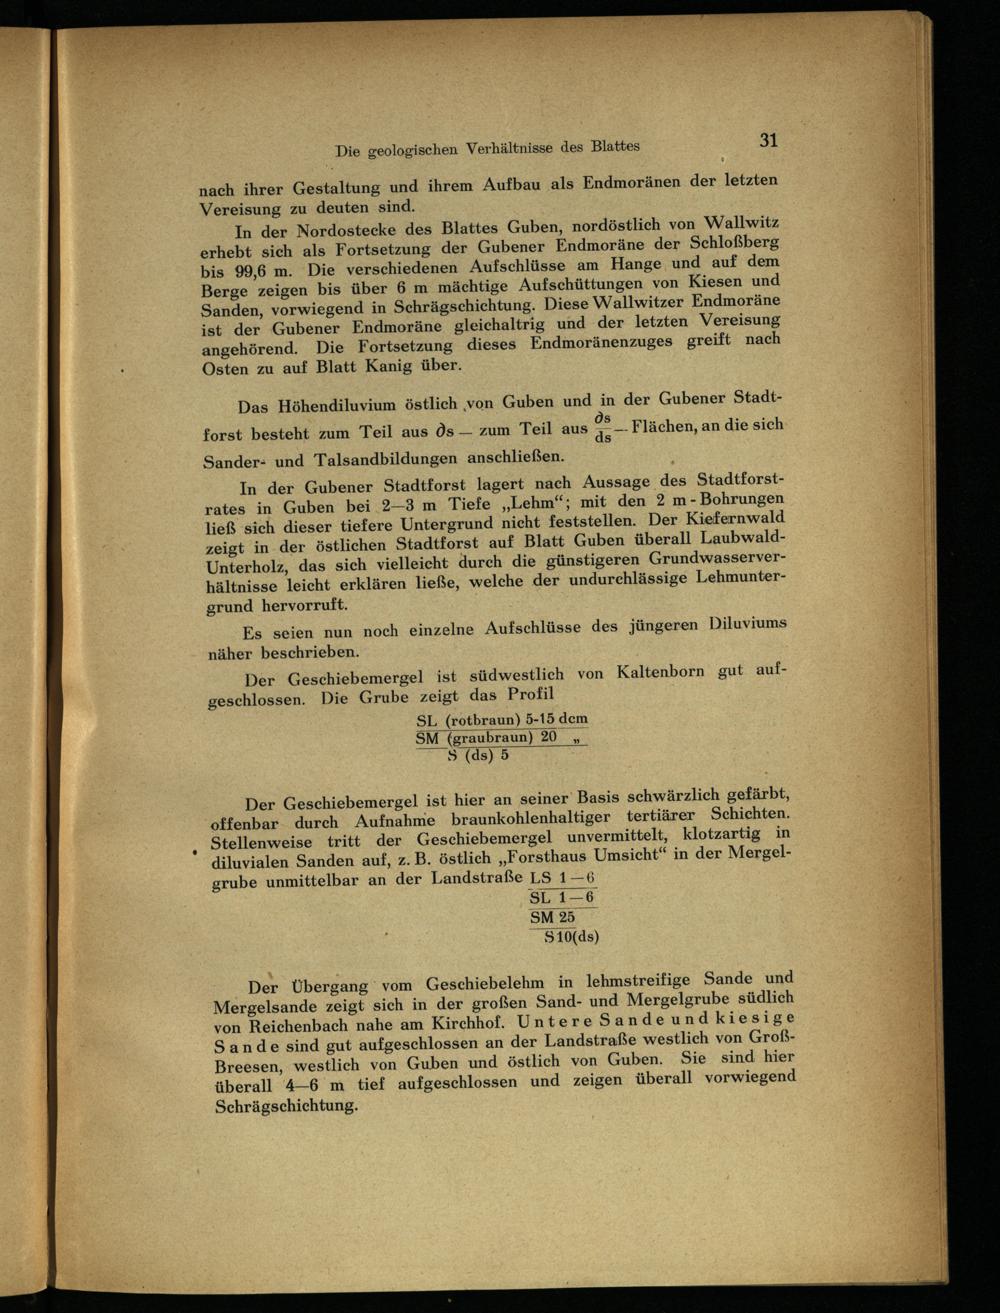 Die geologischen Verhältnisse des Blattes 31
nach ihrer Gestaltung und ihrem Aufbau als Endmoränen der letzten
Vereisung zu deuten sind.
In der Nordostecke des Blattes Guben, nordöstlich von Wallwitz
erhebt sich als Fortsetzung der Gubener Endmoräne der Schloßberg
bis 99,6 m. Die verschiedenen Aufschlüsse am Hange und auf dem
Berge zeigen bis über 6 m mächtige Aufschüttungen von Kiesen und
Sanden, vorwiegend in Schrägschichtung. Diese Wallwitzer Endmoräne
ist der Gubener Endmoräne gleichaltrig und der letzten Vereisung
angehörend. Die Fortsetzung dieses Endmoränenzuges greift nach
Osten zu auf Blatt Kanig über.
Das Höhendiluvium östlich von Guben und in der Gubener Stadt-
forst besteht zum Teil aus ∂s — zum Teil aus ∂s/ds — Flächen, an die sich
Sander- und Talsandbildungen anschließen.
In der Gubener Stadtforst lagert nach Aussage des Stadtforst-
rates in Guben bei 2—3 m Tiefe „Lehm“; mit den 2 m - Bohrungen
ließ sich dieser tiefere Untergrund nicht feststellen. Der Kiefernwald
zeigt in der östlichen Stadtforst auf Blatt Guben überall Laubwald-
Unterholz, das sich vielleicht durch die günstigeren Grundwasserver-
hältnisse leicht erklären ließe, welche der undurchlässige Lehmunter-
grund hervorruft.
Es seien nun noch einzelne Aufschlüsse des jüngeren Diluviums
näher beschrieben.
Der Geschiebemergel ist südwestlich von Kaltenborn gut auf-
geschlossen. Die Grube zeigt das Profil
SL (rotbraun) 5-15 dcm
SM (graubraun) 20 „
S (ds) 5
Der Geschiebemergel ist hier an seiner Basis schwärzlich gefärbt,
offenbar durch Aufnahme braunkohlenhaltiger tertiärer Schichten.
Stellenweise tritt der Geschiebemergel unvermittelt, klotzartig in
diluvialen Sanden auf, z. B. östlich „Forsthaus Umsicht“ in der Mergel-
grube unmittelbar an der Landstraße LS 1—6
SL 1—6
SM 25
S10(ds)
Der Übergang vom Geschiebelehm in lehmstreifige Sande und
Mergelsande zeigt sich in der großen Sand- und Mergelgrube südlich
von Reichenbach nahe am Kirchhof. Untere Sande und kiesige
Sande sind gut aufgeschlossen an der Landstraße westlich von Groß-
Breesen, westlich von Guben und östlich von Guben. Sie sind hier
überall 4—6 m tief aufgeschlossen und zeigen überall vorwiegend
Schrägschichtung.